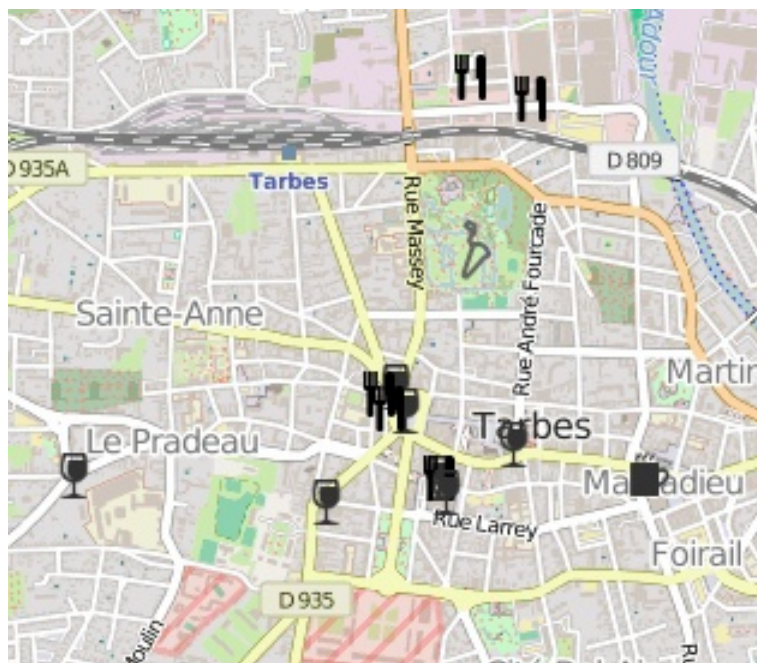 Adour
D 935A
Tarbes
D 809
Rue Massey
Rue André Fourcade
Sainte-Anne
Martin
Le Pradeau
Tarbes
Rue Larrey
Foirail
D 935
Moulin